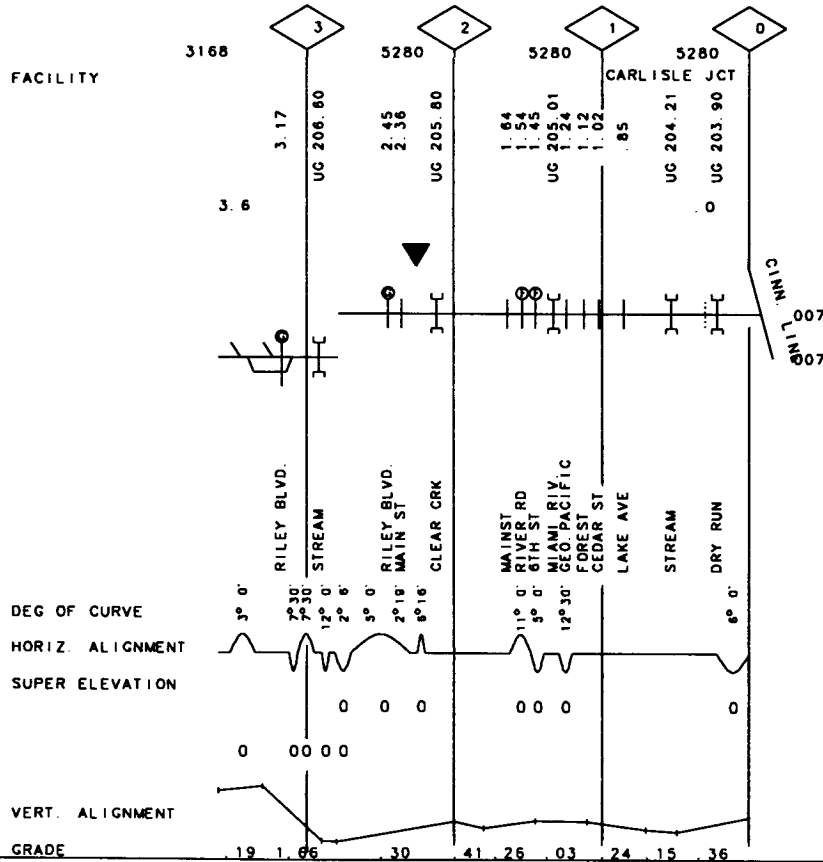 3 2 1 0
3168 5280 5280 5280
FACILITY
CARLISLE JCT
3.17
UG 206.60
2.45
2.36
UG 205.80
1.64
1.54
1.45
UG 205.01
1.24
1.12
1.02
.85
UG 204.21
UG 203.90
3.6 .0
G F F
CINN. LINE
007
G
007
RILEY BLVD.
STREAM
RILEY BLVD.
MAIN ST
CLEAR CRK
MAINST
RIVER RD
6TH ST
MIAMI RIV.
GEO. PACIFIC
FOREST
CEDAR ST
LAKE AVE
STREAM
DRY RUN
DEG OF CURVE
3° 0' 7°30' 7°30' 12° 0' 2° 6' 5° 0' 2°19' 6°16' 11° 0' 5° 0' 12°30' 6° 0'
HORIZ. ALIGNMENT
SUPER ELEVATION
0 0 0 0 0 0 0
0 0 0 0 0
VERT. ALIGNMENT
GRADE .19 1.06 .30 .41 .26 .03 .24 .15 .36